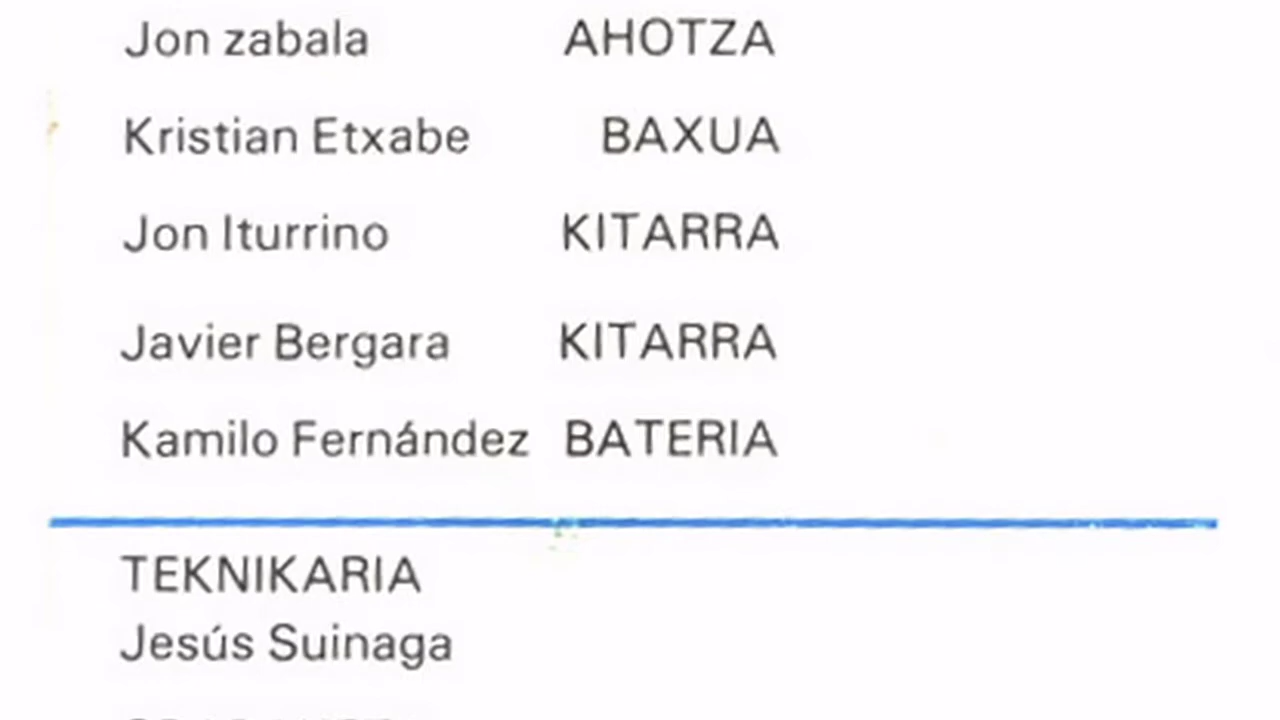 Jon zabala AHOTZA
Kristian Etxabe BAXUA
Jon Iturrino KITARRA
Javier Bergara KITARRA
Kamilo Fernández BATERIA
TEKNIKARIA
Jesús Suinaga